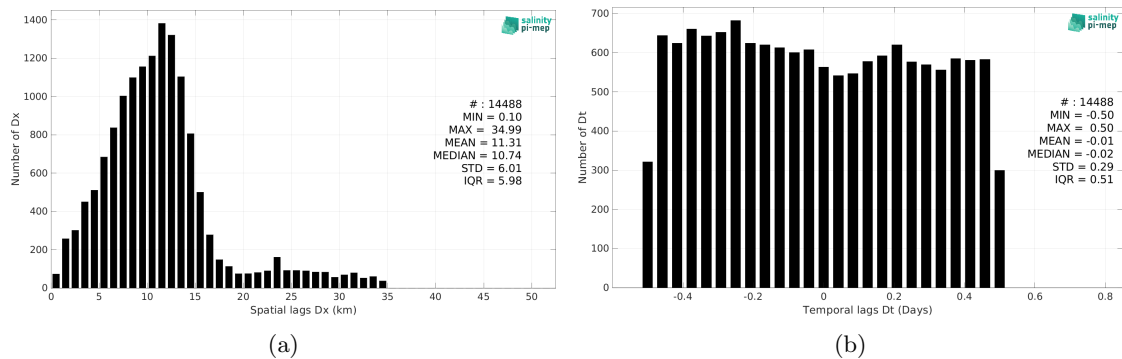 1400
1200
1000
800
600
400
200
0
Number of Dx
0 5 10 15 20 25 30 35 40 45 50
Spatial lags Dx (km)
salinity
pi-mep
# : 14488
MIN = 0.10
MAX = 34.99
MEAN = 11.31
MEDIAN = 10.74
STD = 6.01
IQR = 5.98
(a)
700
600
500
400
300
200
100
0
Number of Dt
-0.4 -0.2 0 0.2 0.4 0.6 0.8
Temporal lags Dt (Days)
salinity
pi-mep
# : 14488
MIN = -0.50
MAX = 0.50
MEAN = -0.01
MEDIAN = -0.02
STD = 0.29
IQR = 0.51
(b)